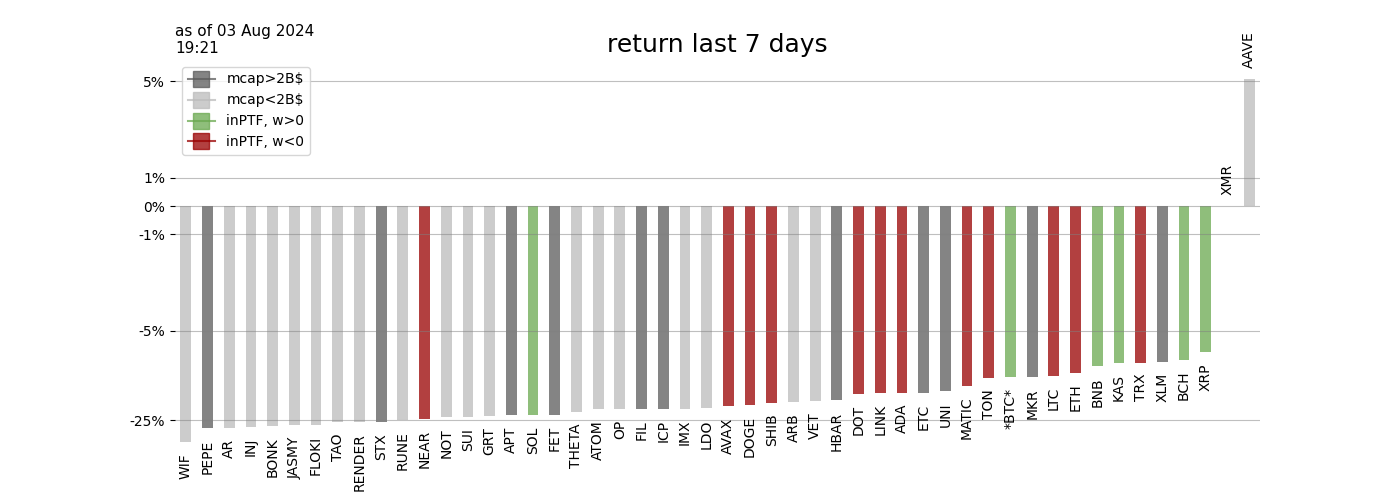 as of 03 Aug 2024
19:21
return last 7 days
mcap>2B$
mcap<2B$
inPTF, w>0
inPTF, w<0
5%
1%
0%
-1%
-5%
-25%
WIF
PEPE
AR
INJ
BONK
JASMY
FLOKI
TAO
RENDER
STX
RUNE
NEAR
NOT
SUI
GRT
APT
SOL
FET
THETA
ATOM
OP
FIL
ICP
IMX
LDO
AVAX
DOGE
SHIB
ARB
VET
HBAR
DOT
LINK
ADA
ETC
UNI
MATIC
TON
*BTC*
MKR
LTC
ETH
BNB
KAS
TRX
XLM
BCH
XRP
XMR
AAVE